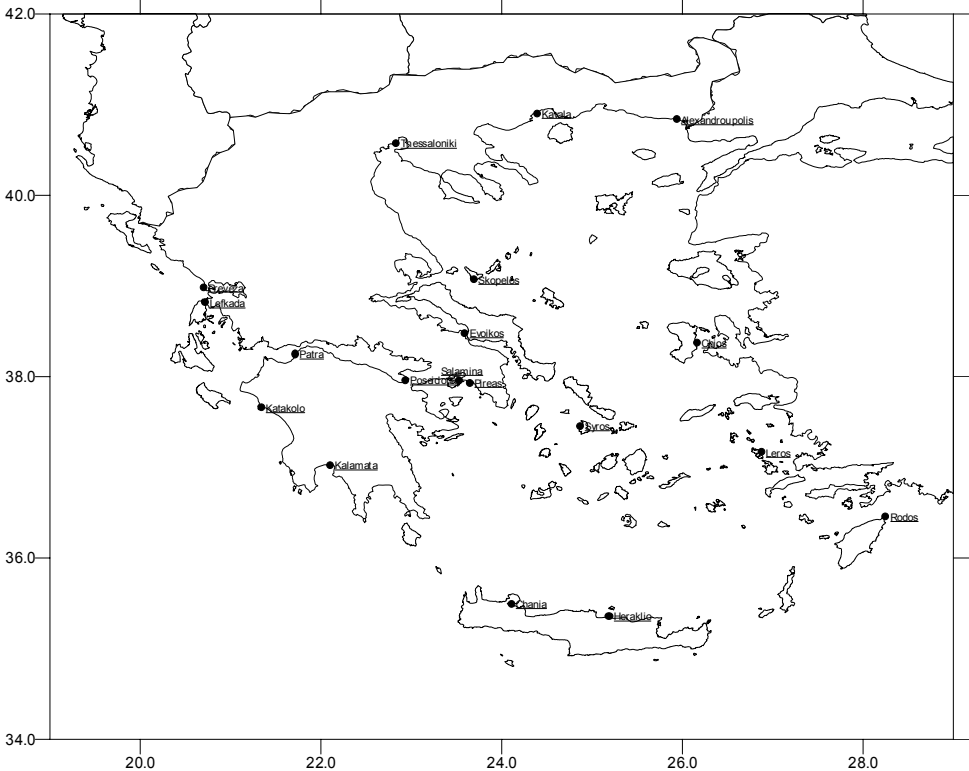 42.0
Kavala
Alexandroupolis
Thessaloniki
40.0
Skopelos
Preveza
Lefkada
Evoikos
Chios
Patra
Salamina
38.0
Pireas
Katakolo
Syros
Leros
Kalamata
Rodos
36.0
Chania
Heraklio
34.0
20.0 22.0 24.0 26.0 28.0